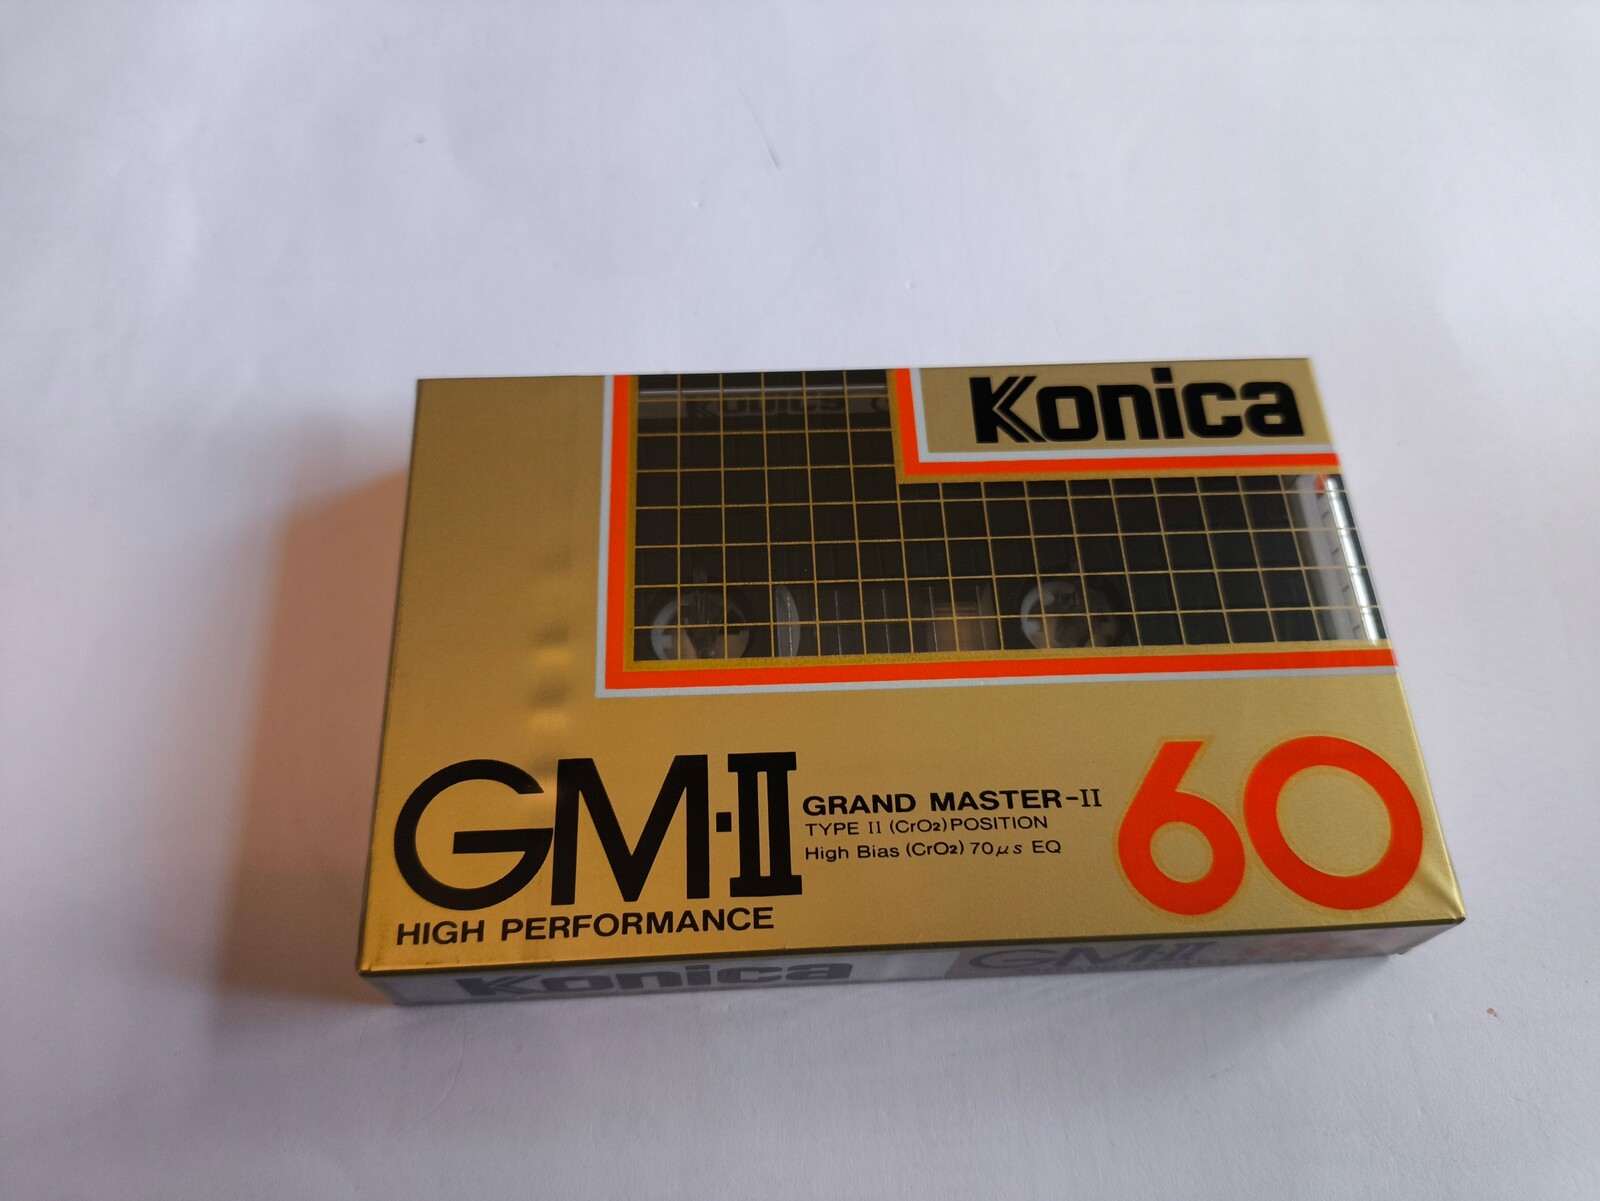 Konica
Konica
GM·II
GRAND MASTER-II
TYPE II (CrO₂) POSITION
High Bias (CrO₂) 70μs EQ
60
HIGH PERFORMANCE
Konica
GM·II